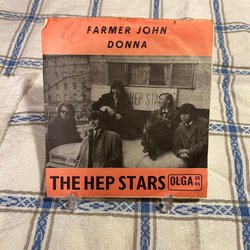 FARMER JOHN
DONNA
HEP STARS
THE HEP STARS OLGA